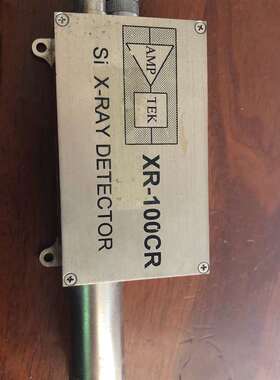 AMP
TEK
XR-100CR
Si X-RAY DETECTOR